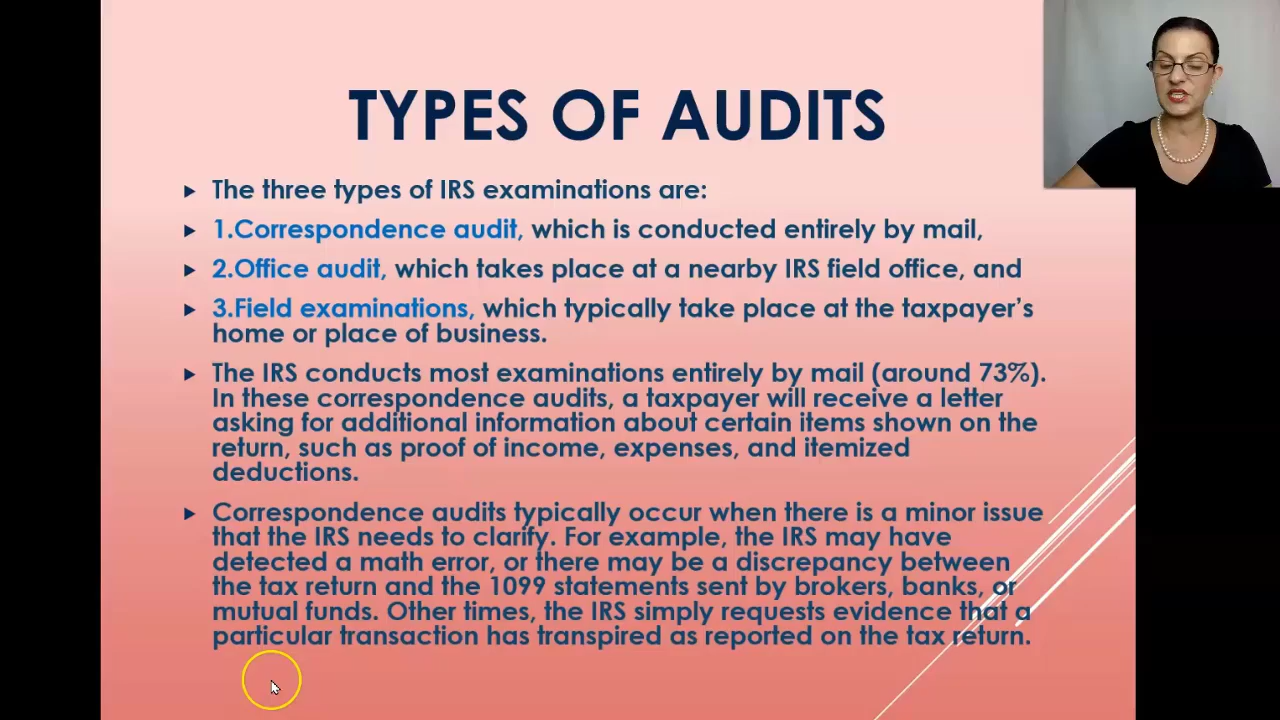 TYPES OF AUDITS
The three types of IRS examinations are:
1.Correspondence audit, which is conducted entirely by mail,
2.Office audit, which takes place at a nearby IRS field office, and
3.Field examinations, which typically take place at the taxpayer's
home or place of business.
The IRS conducts most examinations entirely by mail (around 73%).
In these correspondence audits, a taxpayer will receive a letter
asking for additional information about certain items shown on the
return, such as proof of income, expenses, and itemized
deductions.
Correspondence audits typically occur when there is a minor issue
that the IRS needs to clarify. For example, the IRS may have
detected a math error, or there may be a discrepancy between
the tax return and the 1099 statements sent by brokers, banks, or
mutual funds. Other times, the IRS simply requests evidence that a
particular transaction has transpired as reported on the tax return.